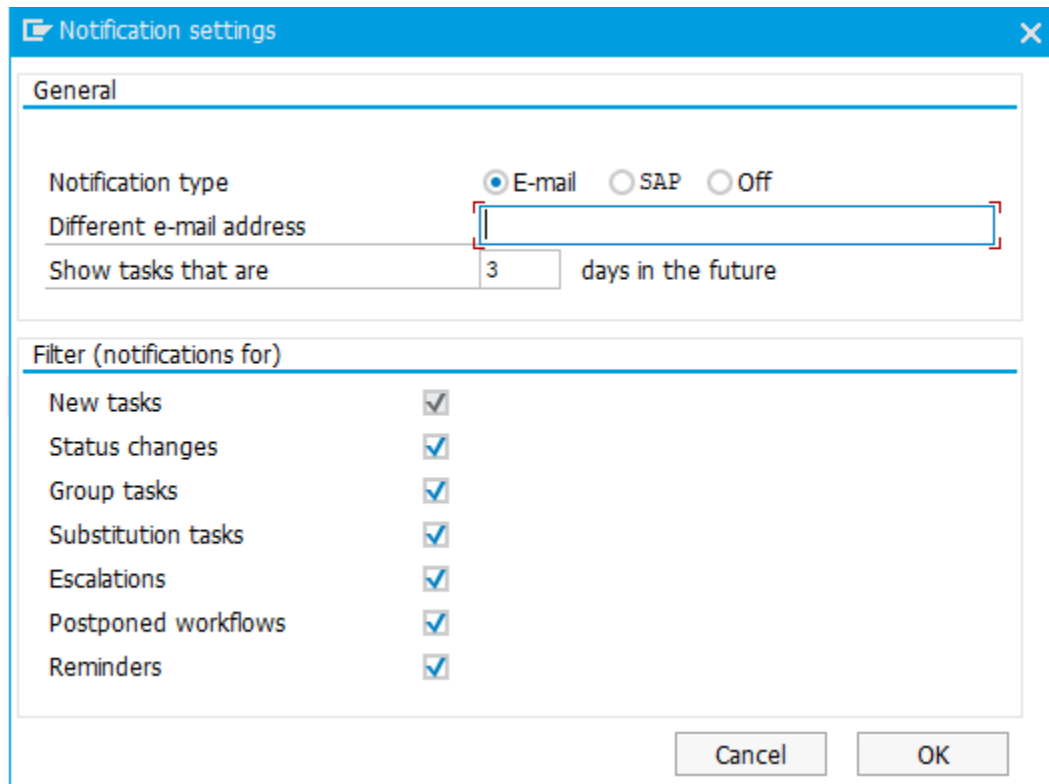 Notification settings
General
Notification type E-mail SAP Off
Different e-mail address
Show tasks that are 3 days in the future
Filter (notifications for)
New tasks
Status changes
Group tasks
Substitution tasks
Escalations
Postponed workflows
Reminders
Cancel OK